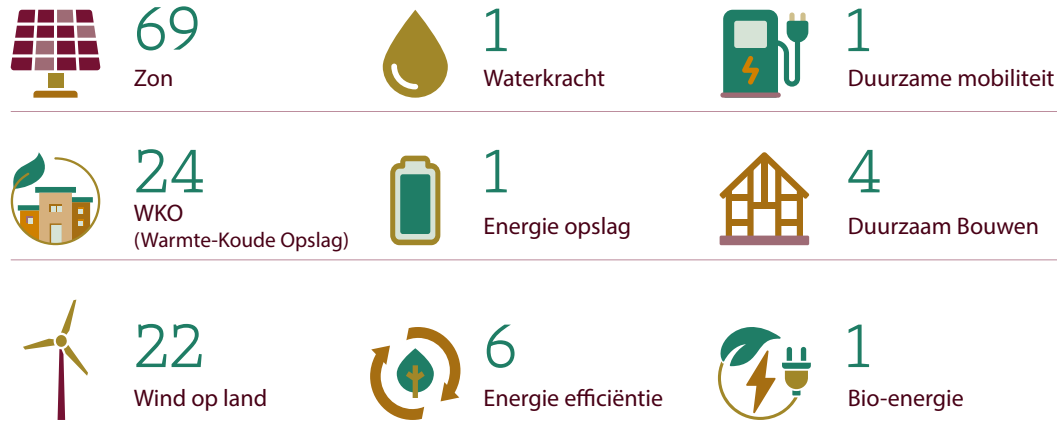 69
Zon
1
Waterkracht
1
Duurzame mobiliteit
24
WKO
(Warmte-Koude Opslag)
1
Energie opslag
4
Duurzaam Bouwen
22
Wind op land
6
Energie efficiëntie
1
Bio-energie